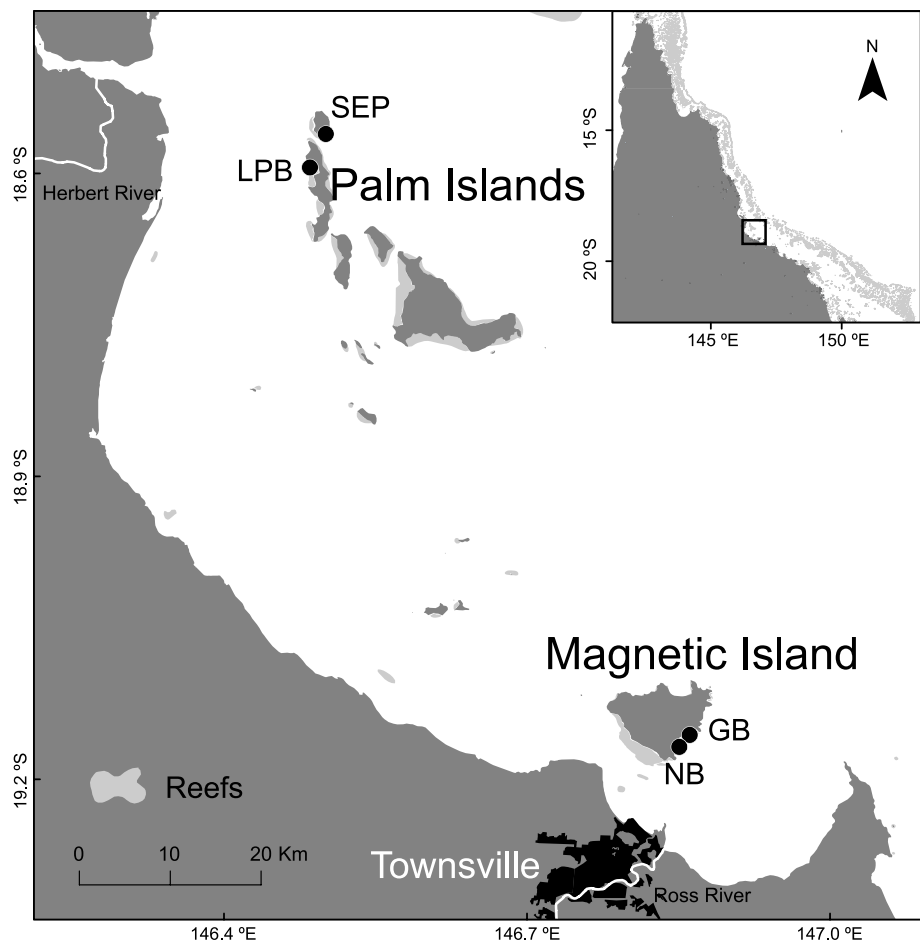 N
SEP
15 ºS
LPB
Palm Islands
18.6 ºS
Herbert River
20 ºS
145 ºE
150 ºE
18.9 ºS
Magnetic Island
GB
NB
19.2 ºS
Reefs
0
10
20 Km
Townsville
Ross River
146.4 ºE
146.7 ºE
147.0 ºE